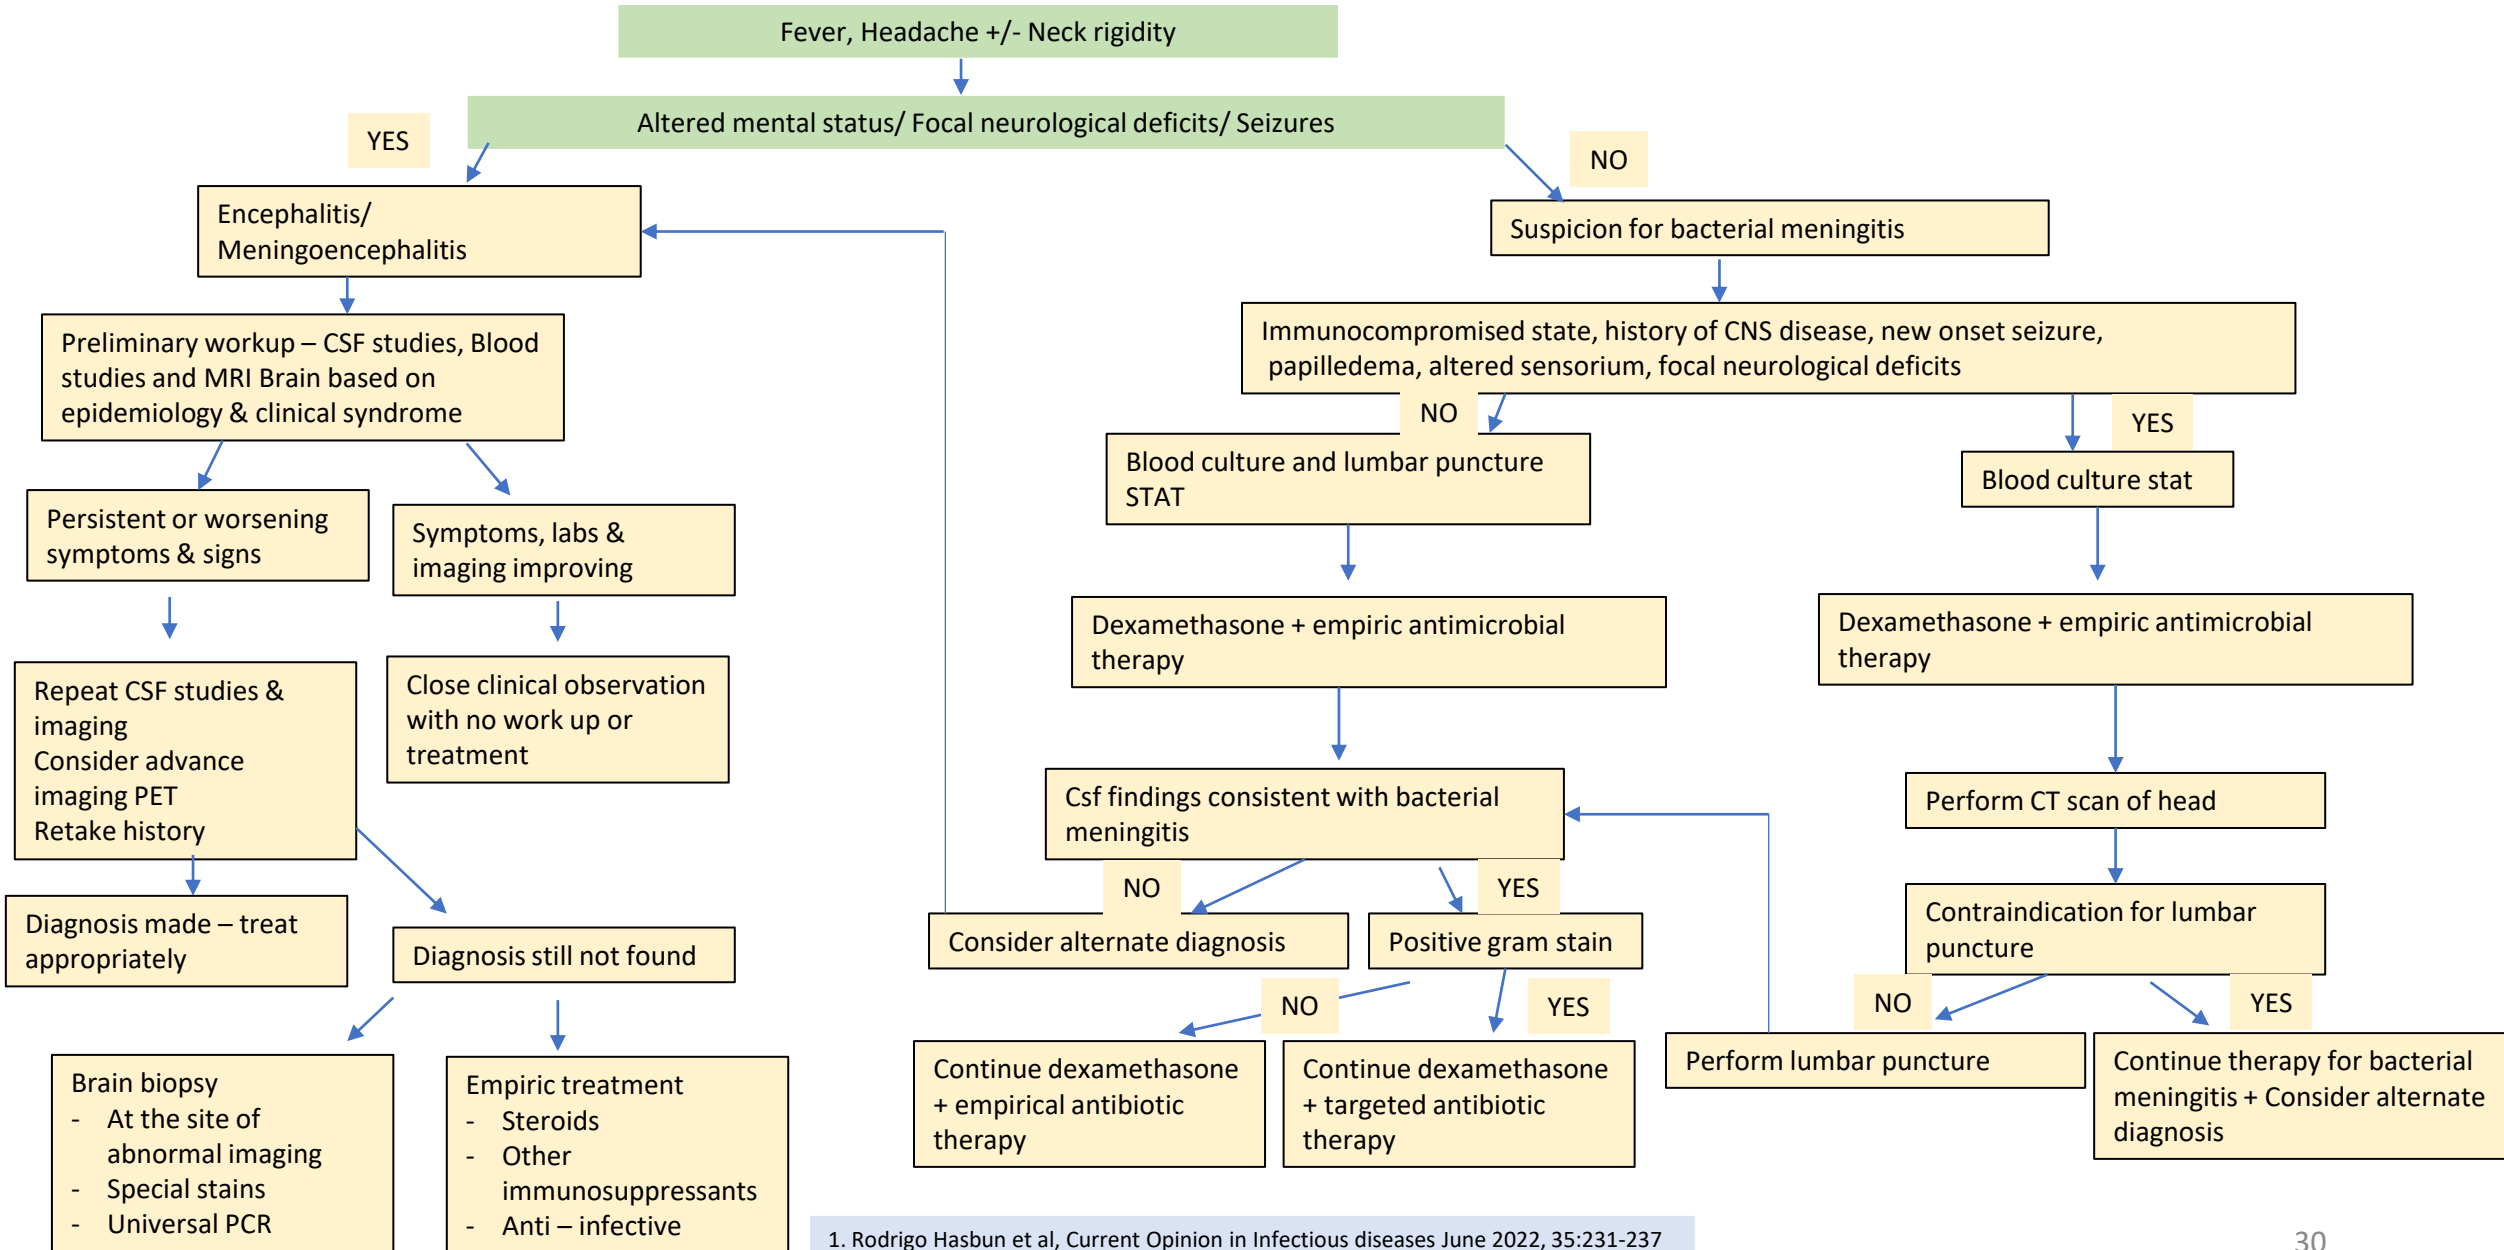 Fever, Headache +/- Neck rigidity
Altered mental status/ Focal neurological deficits/ Seizures
YES
NO
Encephalitis/
Meningoencephalitis
Suspicion for bacterial meningitis
Preliminary workup – CSF studies, Blood
studies and MRI Brain based on
epidemiology & clinical syndrome
Immunocompromised state, history of CNS disease, new onset seizure,
papilledema, altered sensorium, focal neurological deficits
NO
YES
Persistent or worsening
symptoms & signs
Symptoms, labs &
imaging improving
Blood culture and lumbar puncture
STAT
Blood culture stat
Repeat CSF studies &
imaging
Consider advance
imaging PET
Retake history
Close clinical observation
with no work up or
treatment
Dexamethasone + empiric antimicrobial
therapy
Dexamethasone + empiric antimicrobial
therapy
Csf findings consistent with bacterial
meningitis
Perform CT scan of head
NO
YES
Diagnosis made – treat
appropriately
Diagnosis still not found
Consider alternate diagnosis
Positive gram stain
Contraindication for lumbar
puncture
NO
YES
NO
YES
Brain biopsy
- At the site of
abnormal imaging
- Special stains
- Universal PCR
Empiric treatment
- Steroids
- Other
immunosuppressants
- Anti – infective
Continue dexamethasone
+ empirical antibiotic
therapy
Continue dexamethasone
+ targeted antibiotic
therapy
Perform lumbar puncture
Continue therapy for bacterial
meningitis + Consider alternate
diagnosis
1. Rodrigo Hasbun et al, Current Opinion in Infectious diseases June 2022, 35:231-237
30